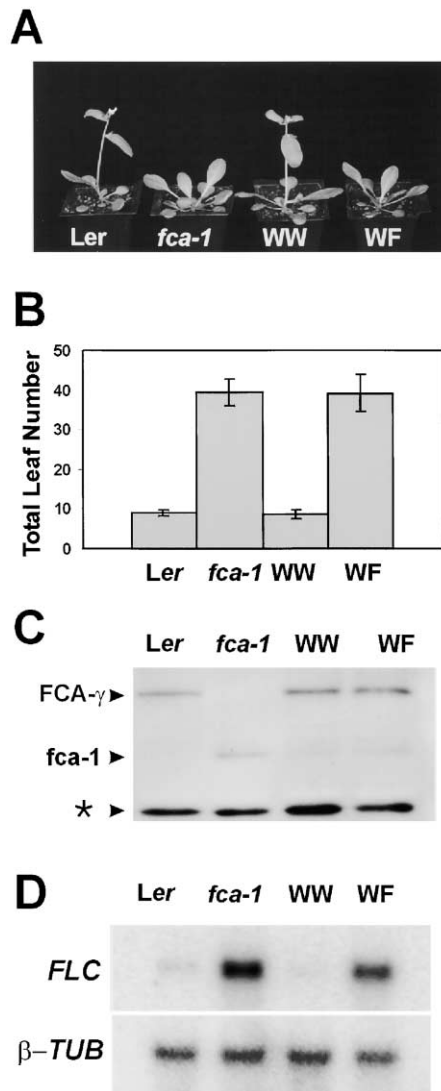 A
Ler fca-1 WW WF
B
Total Leaf Number
50
40
30
20
10
0
Ler fca-1 WW WF
C
Ler fca-1 WW WF
FCA-γ
fca-1
*
D
Ler fca-1 WW WF
FLC
β-TUB